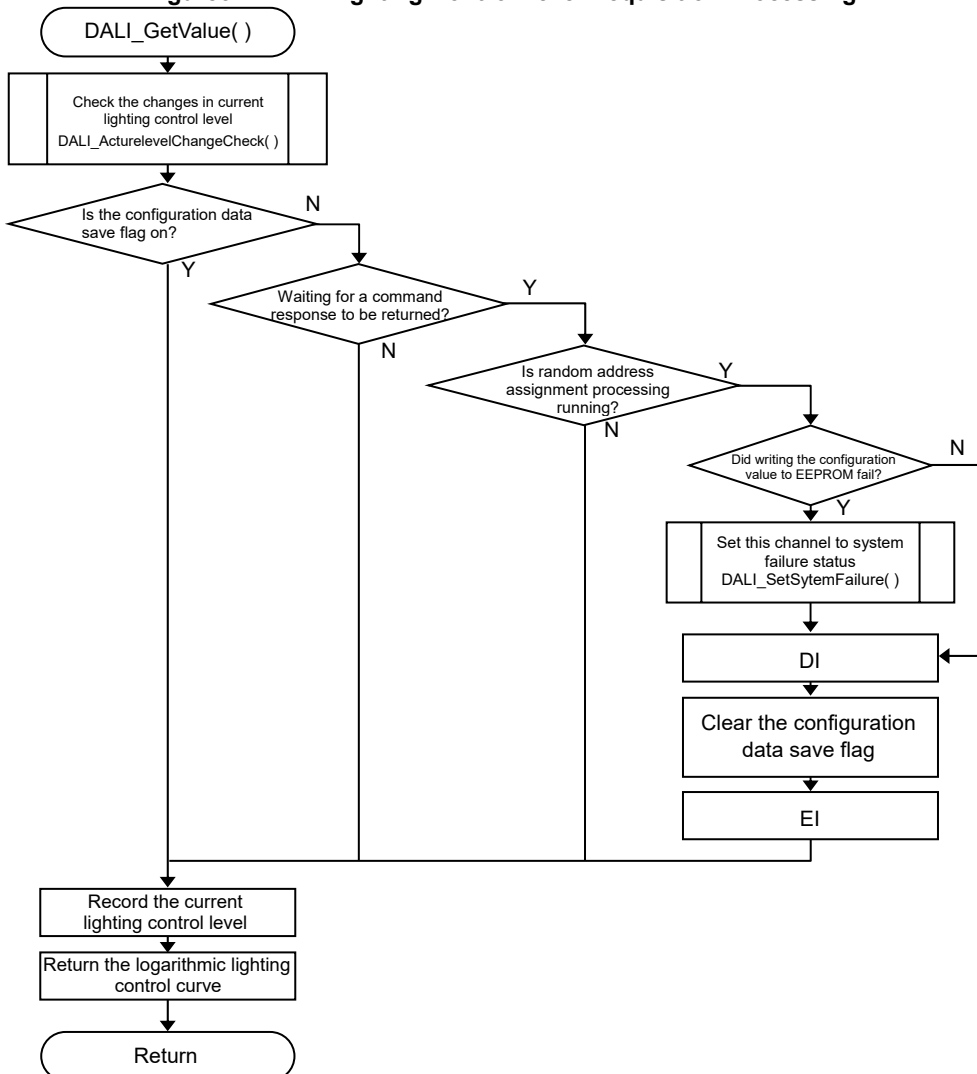 DALI_GetValue( )
Check the changes in current
lighting control level
DALI_ActurelevelChangeCheck( )
Is the configuration data
save flag on?
N
Y
Waiting for a command
response to be returned?
Y
N
Is random address
assignment processing
running?
Y
N
Did writing the configuration
value to EEPROM fail?
N
Y
Set this channel to system
failure status
DALI_SetSytemFailure( )
DI
Clear the configuration
data save flag
EI
Record the current
lighting control level
Return the logarithmic lighting
control curve
Return